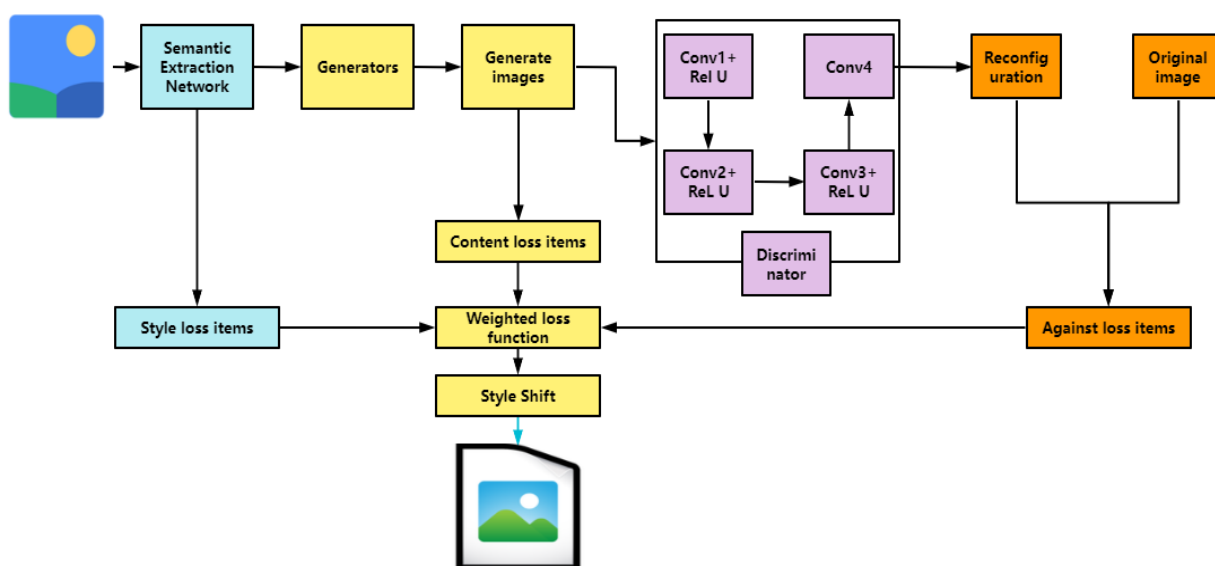 Semantic
Extraction
Network
Generators
Generate
images
Conv1+
Rel U
Conv4
Reconfig
uration
Original
image
Conv2+
ReL U
Conv3+
ReL U
Content loss items
Discrimi
nator
Style loss items
Weighted loss
function
Against loss items
Style Shift